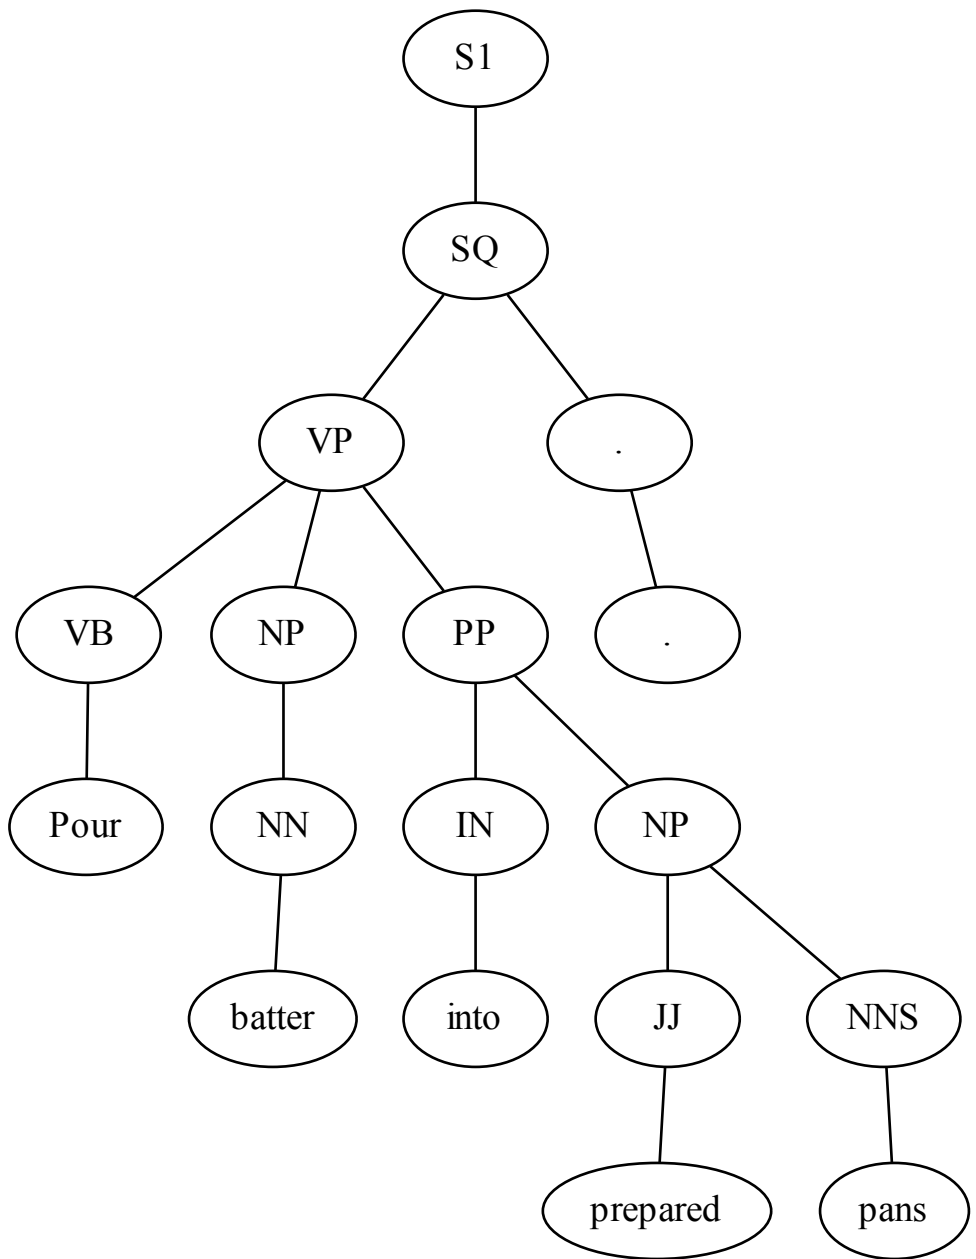 S1
SQ
VP .
VB NP PP .
Pour NN IN NP
batter into JJ NNS
prepared pans